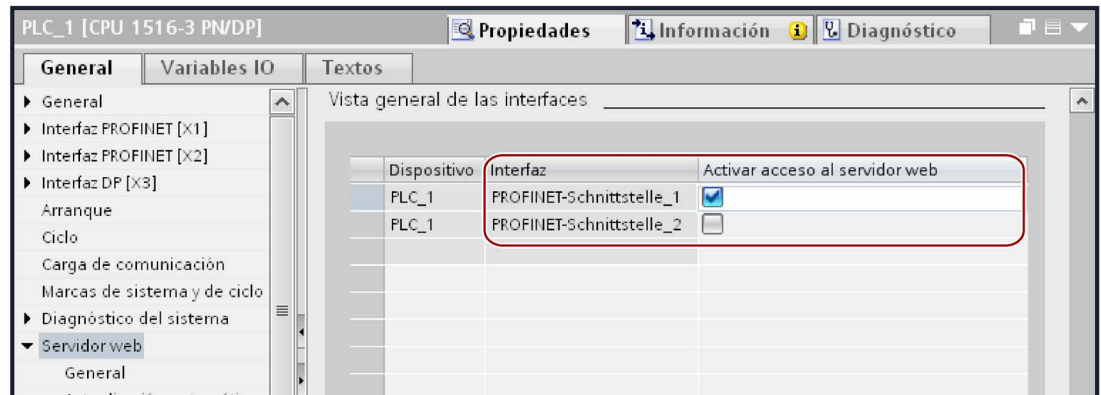 PLC_1 [CPU 1516-3 PN/DP]
Propiedades
Información
Diagnóstico
General
Variables IO
Textos
General
Interfaz PROFINET [X1]
Interfaz PROFINET [X2]
Interfaz DP [X3]
Arranque
Ciclo
Carga de comunicación
Marcas de sistema y de ciclo
Diagnóstico del sistema
Servidor web
General
Vista general de las interfaces
Dispositivo Interfaz Activar acceso al servidor web
PLC_1 PROFINET-Schnittstelle_1
PLC_1 PROFINET-Schnittstelle_2